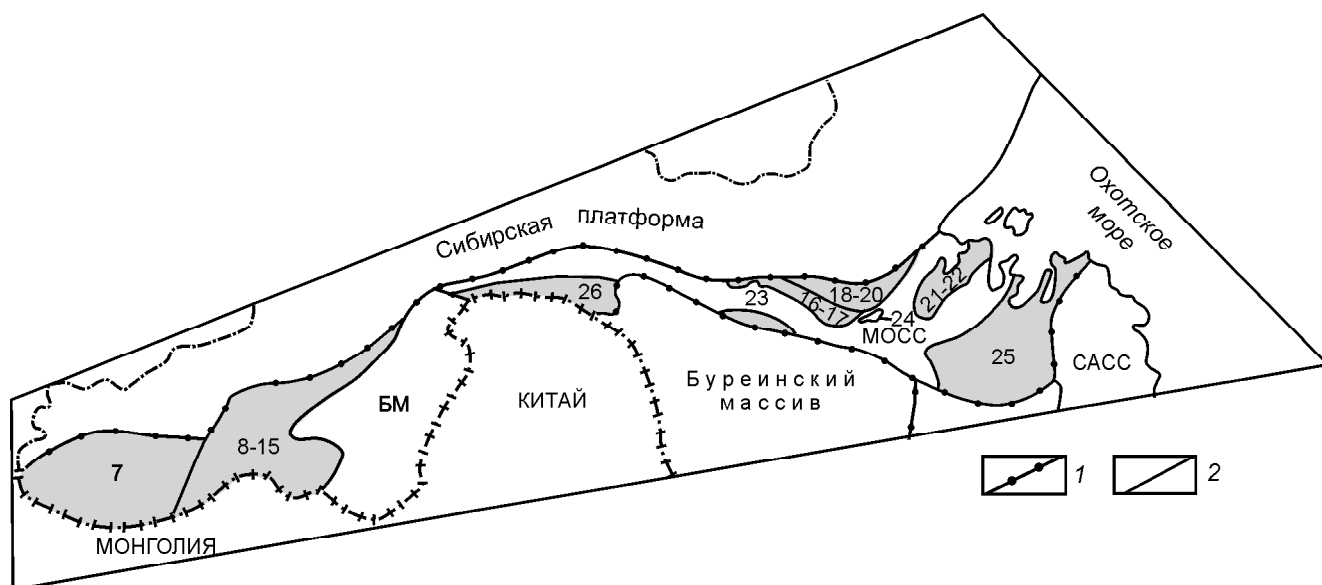 Сибирская платформа
Охотское
море
26
23
16-17
18-20
21-22
24
МОСС
25
САСС
Буреинский
массив
КИТАЙ
БМ
8-15
7
МОНГОЛИЯ
1
2